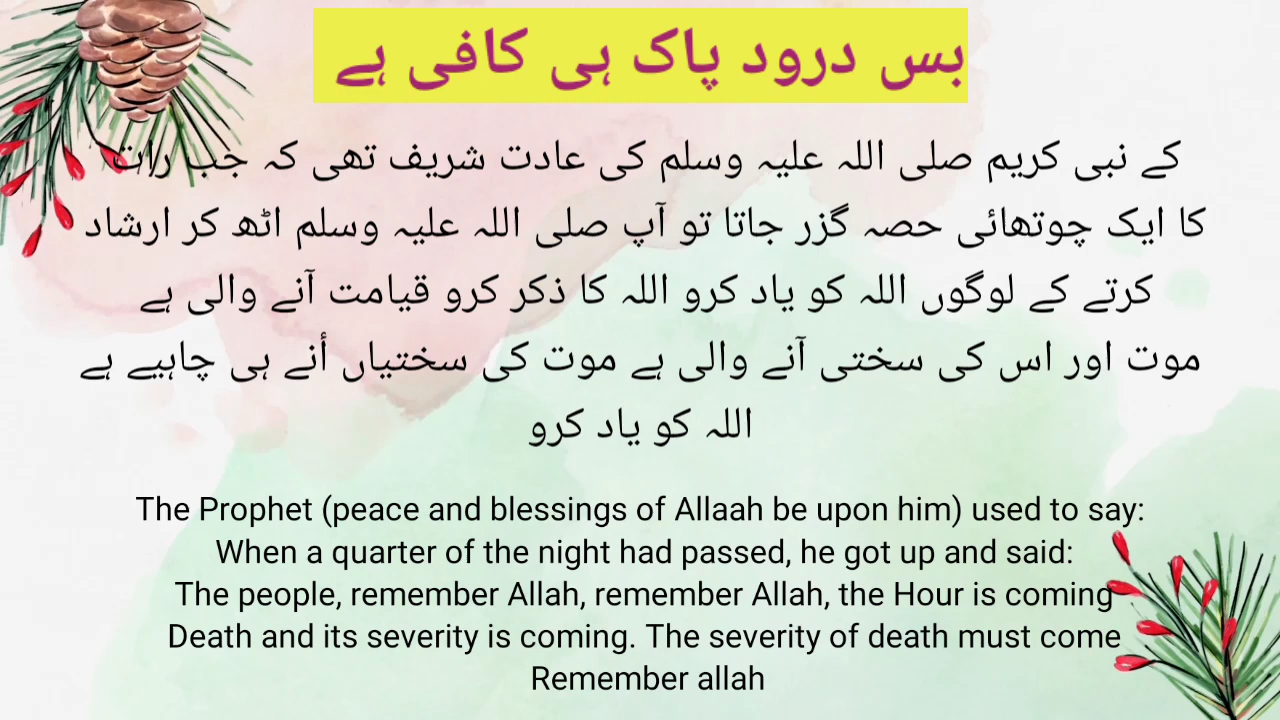 بس درود پاک ہی کافی ہے
کے نبی کریم صلی اللہ علیہ وسلم کی عادت شریف تھی کہ جب رات
کا ایک چوتھائی حصہ گزر جاتا تو آپ صلی اللہ علیہ وسلم اٹھ کر ارشاد
کرتے کے لوگوں اللہ کو یاد کرو اللہ کا ذکر کرو قیامت آنے والی ہے
موت اور اس کی سختی آنے والی ہے موت کی سختیاں أنے ہی چاہیے ہے
اللہ کو یاد کرو
The Prophet (peace and blessings of Allaah be upon him) used to say:
When a quarter of the night had passed, he got up and said:
The people, remember Allah, remember Allah, the Hour is coming
Death and its severity is coming. The severity of death must come
Remember allah